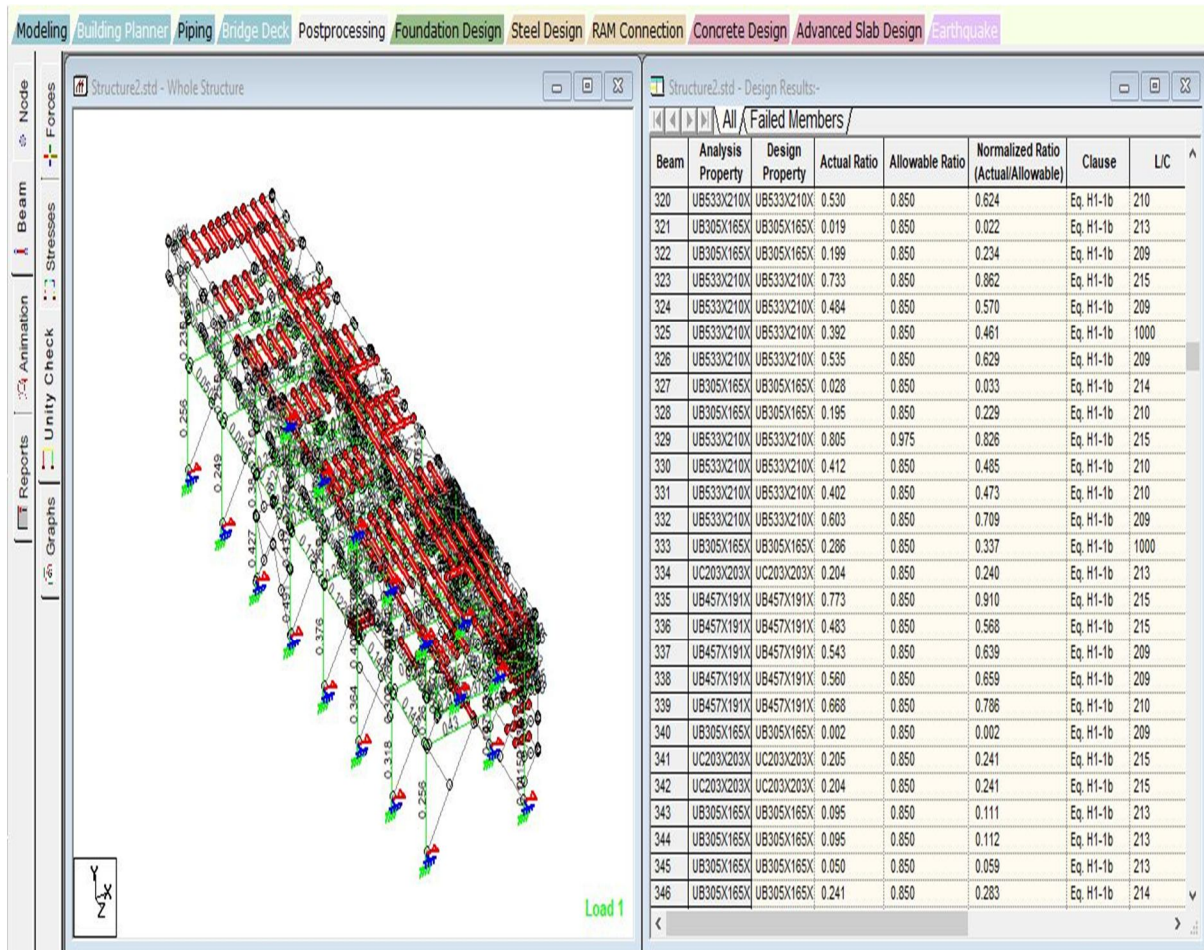 Modeling Building Planner Piping Bridge Deck Postprocessing Foundation Design Steel Design RAM Connection Concrete Design Advanced Slab Design Earthquake
Node
Beam
Animation
Reports
Forces
Stresses
Unity Check
Graphs
Structure2.std - Whole Structure
0.256
0.249
0.427
0.376
0.364
0.318
0.256
Y
X
Z
Load 1
Structure2.std - Design Results:-
All Failed Members
Beam Analysis Property Design Property Actual Ratio Allowable Ratio Normalized Ratio (Actual/Allowable) Clause L/C
320 UB533X210X UB533X210X 0.530 0.850 0.624 Eq. H1-1b 210
321 UB305X165X UB305X165X 0.019 0.850 0.022 Eq. H1-1b 213
322 UB305X165X UB305X165X 0.199 0.850 0.234 Eq. H1-1b 209
323 UB533X210X UB533X210X 0.733 0.850 0.862 Eq. H1-1b 215
324 UB533X210X UB533X210X 0.484 0.850 0.570 Eq. H1-1b 209
325 UB533X210X UB533X210X 0.392 0.850 0.461 Eq. H1-1b 1000
326 UB533X210X UB533X210X 0.535 0.850 0.629 Eq. H1-1b 209
327 UB305X165X UB305X165X 0.028 0.850 0.033 Eq. H1-1b 214
328 UB305X165X UB305X165X 0.195 0.850 0.229 Eq. H1-1b 210
329 UB533X210X UB533X210X 0.805 0.975 0.826 Eq. H1-1b 215
330 UB533X210X UB533X210X 0.412 0.850 0.485 Eq. H1-1b 210
331 UB533X210X UB533X210X 0.402 0.850 0.473 Eq. H1-1b 210
332 UB533X210X UB533X210X 0.603 0.850 0.709 Eq. H1-1b 209
333 UB305X165X UB305X165X 0.286 0.850 0.337 Eq. H1-1b 1000
334 UC203X203X UC203X203X 0.204 0.850 0.240 Eq. H1-1b 213
335 UB457X191X UB457X191X 0.773 0.850 0.910 Eq. H1-1b 215
336 UB457X191X UB457X191X 0.483 0.850 0.568 Eq. H1-1b 215
337 UB457X191X UB457X191X 0.543 0.850 0.639 Eq. H1-1b 209
338 UB457X191X UB457X191X 0.560 0.850 0.659 Eq. H1-1b 209
339 UB457X191X UB457X191X 0.668 0.850 0.786 Eq. H1-1b 210
340 UB305X165X UB305X165X 0.002 0.850 0.002 Eq. H1-1b 209
341 UC203X203X UC203X203X 0.205 0.850 0.241 Eq. H1-1b 215
342 UC203X203X UC203X203X 0.204 0.850 0.241 Eq. H1-1b 215
343 UB305X165X UB305X165X 0.095 0.850 0.111 Eq. H1-1b 213
344 UB305X165X UB305X165X 0.095 0.850 0.112 Eq. H1-1b 213
345 UB305X165X UB305X165X 0.050 0.850 0.059 Eq. H1-1b 213
346 UB305X165X UB305X165X 0.241 0.850 0.283 Eq. H1-1b 214